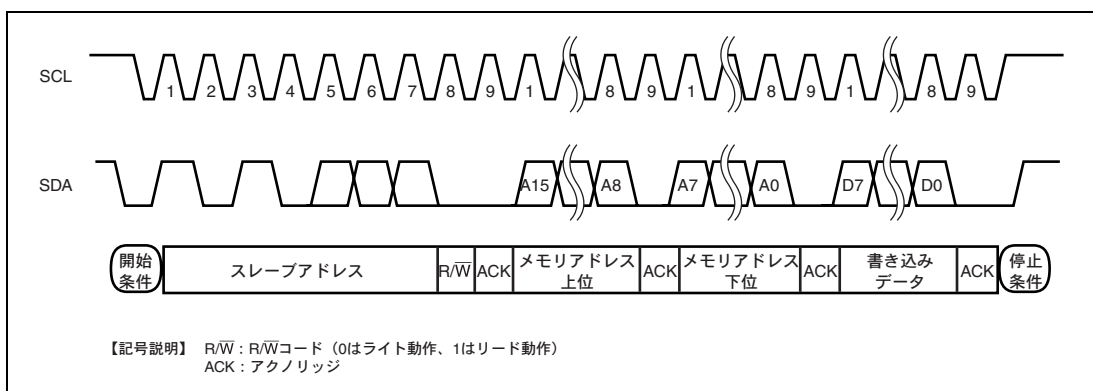 SCL
1 2 3 4 5 6 7 8 9 1 8 9 1 8 9 1 8 9
SDA
A15 A8 A7 A0 D7 D0
開始
条件
スレーブアドレス
R/W̅
ACK
メモリアドレス
上位
ACK
メモリアドレス
下位
ACK
書き込み
データ
ACK
停止
条件
【記号説明】 R/W̅:R/W̅コード(0はライト動作、1はリード動作)
ACK:アクノリッジ